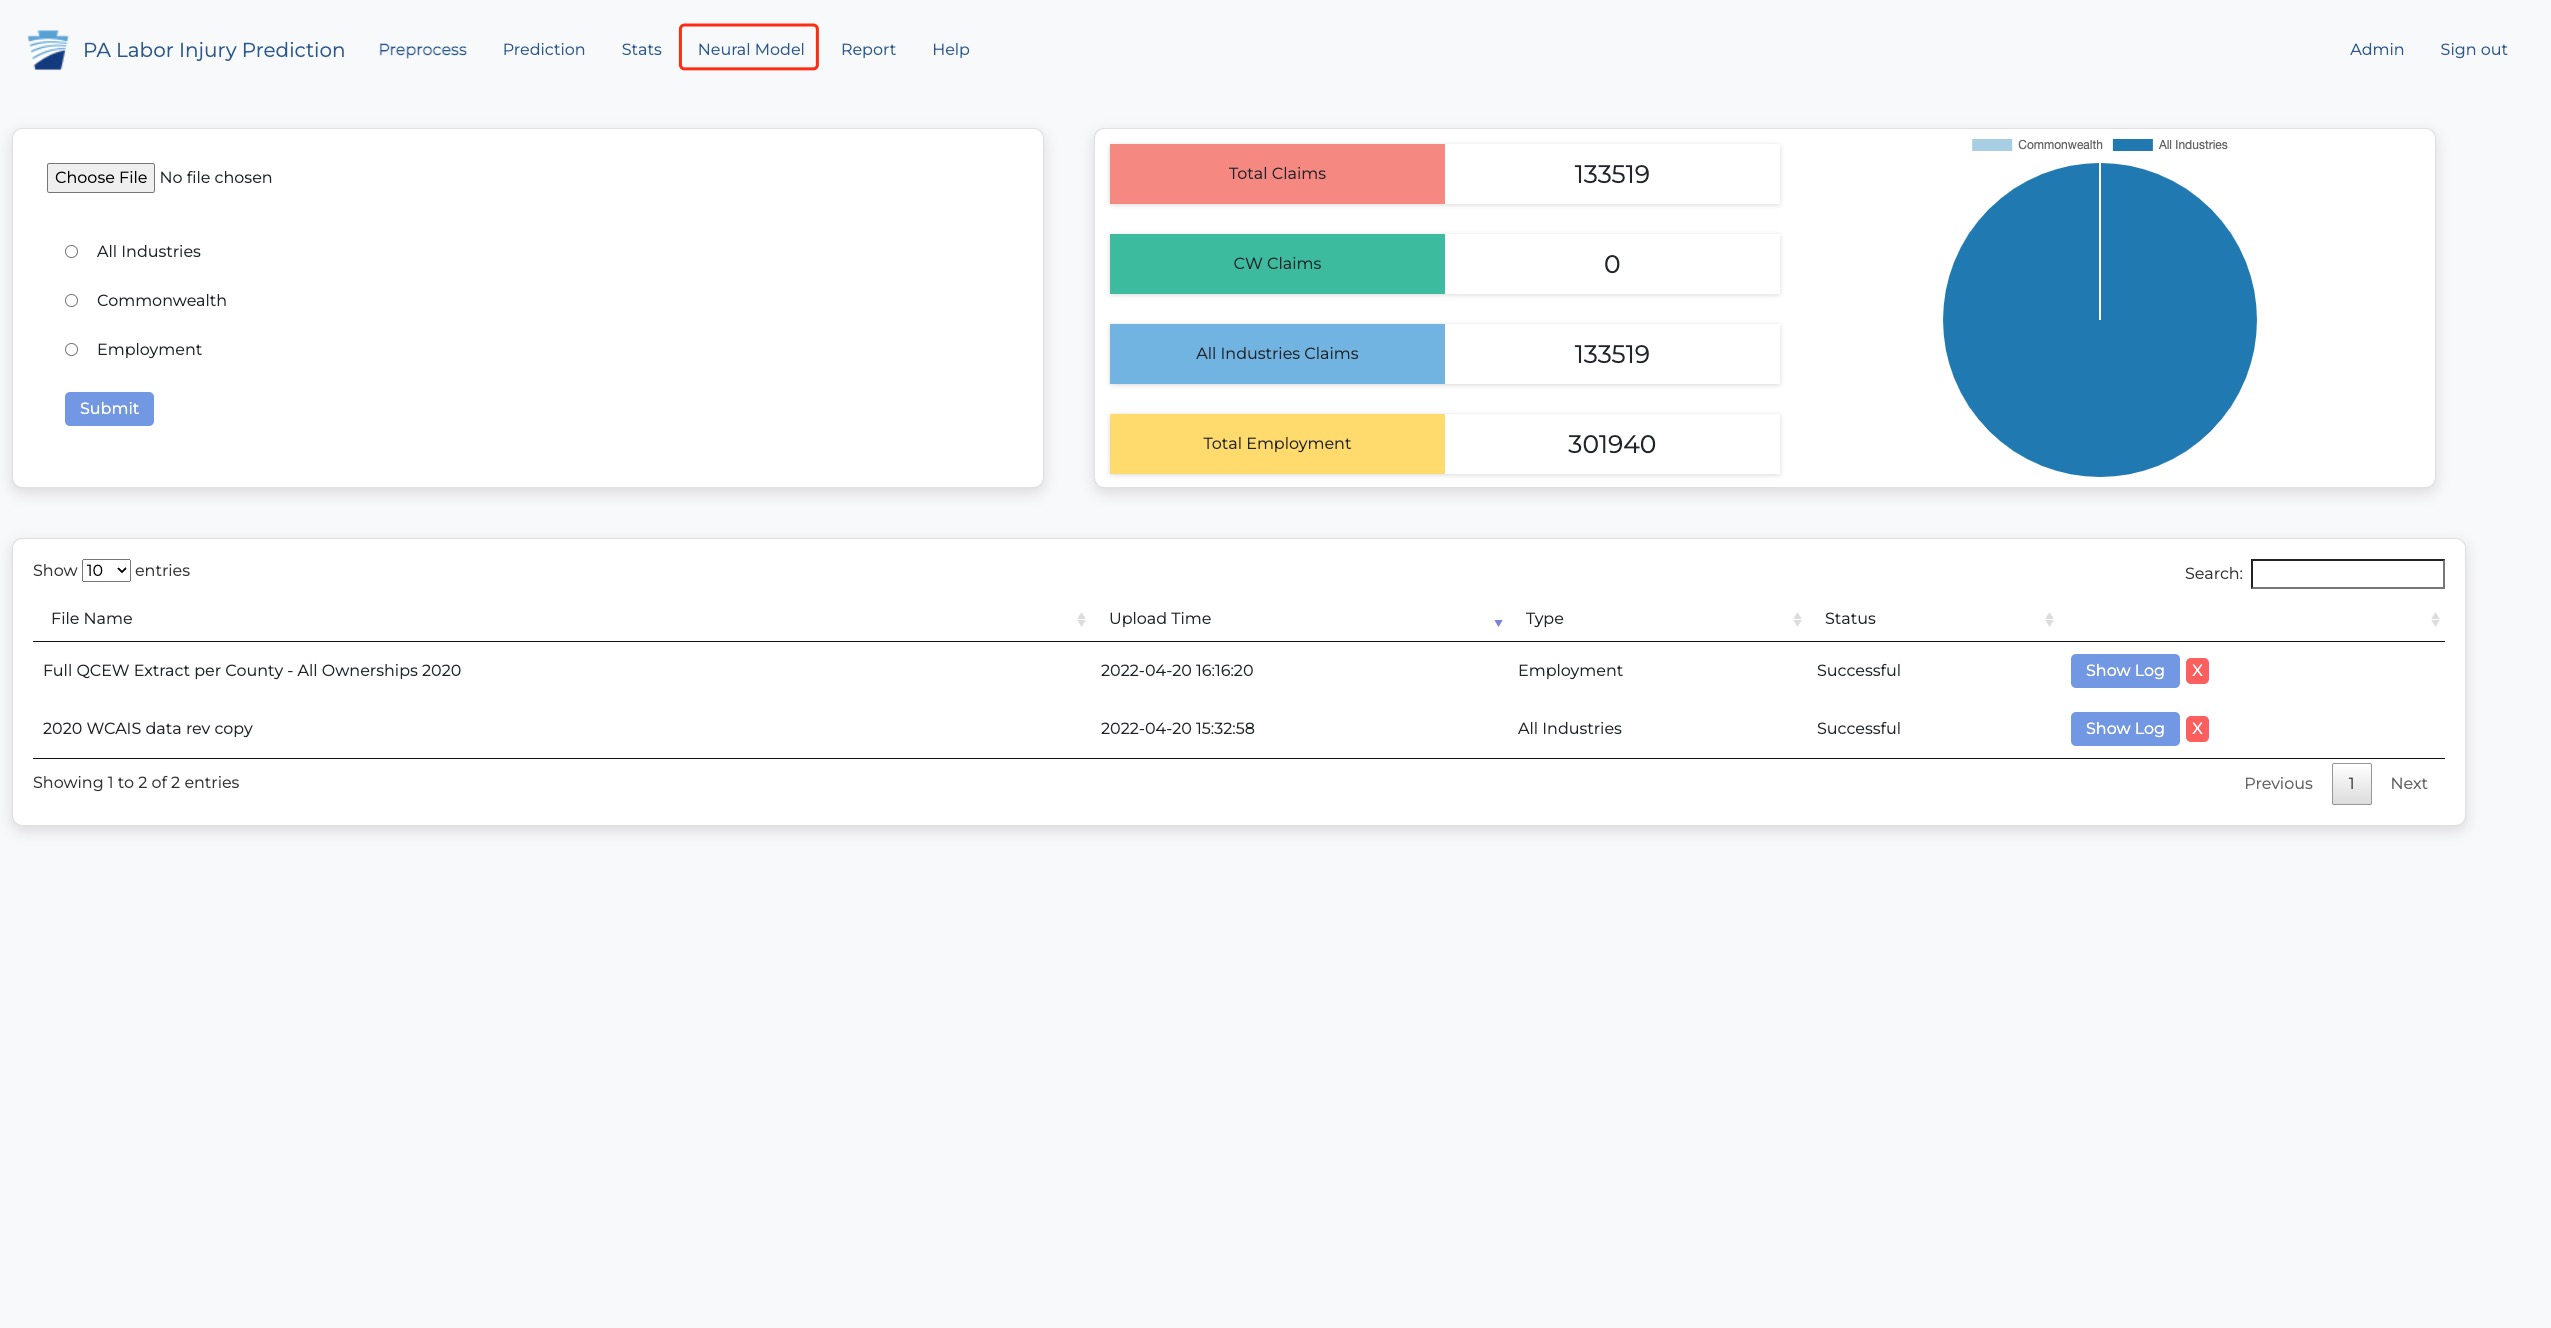 PA Labor Injury Prediction Preprocess Prediction Stats Neural Model Report Help Admin Sign out
Choose File No file chosen
All Industries
Commonwealth
Employment
Submit
Total Claims 133519
CW Claims 0
All Industries Claims 133519
Total Employment 301940
Commonwealth All Industries
Show 10 entries
Search:
File Name Upload Time Type Status
Full QCEW Extract per County - All Ownerships 2020 2022-04-20 16:16:20 Employment Successful Show Log X
2020 WCAIS data rev copy 2022-04-20 15:32:58 All Industries Successful Show Log X
Showing 1 to 2 of 2 entries
Previous 1 Next